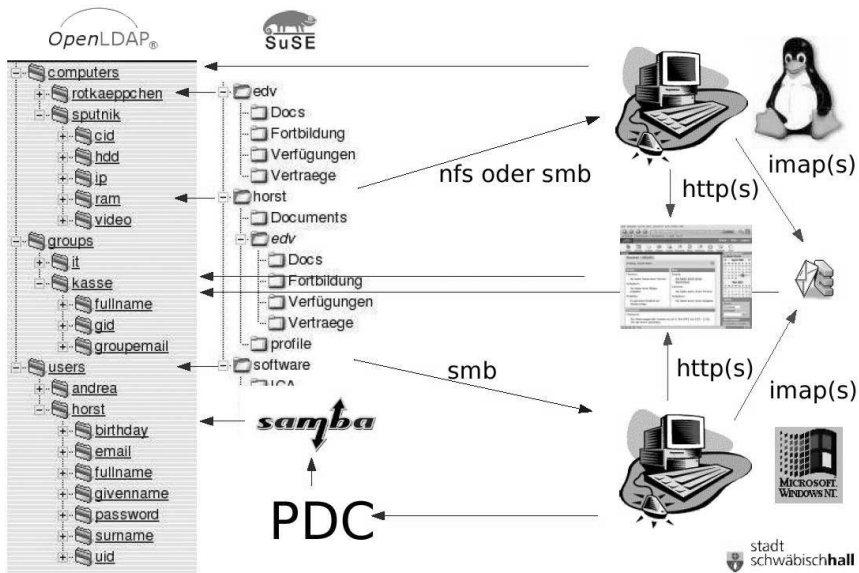 OpenLDAP®
computers
rotkaeppchen
sputnik
cid
hdd
ip
ram
video
groups
it
kasse
fullname
gid
groupemail
users
andrea
horst
birthday
email
fullname
givenname
password
surname
uid
SuSE
edv
Docs
Fortbildung
Verfügungen
Vertraege
horst
Documents
edv
Docs
Fortbildung
Verfügungen
Vertraege
profile
software
samba
PDC
nfs oder smb
smb
http(s)
imap(s)
http(s)
imap(s)
MICROSOFT.
WINDOWS NT.
stadt
schwäbischhall